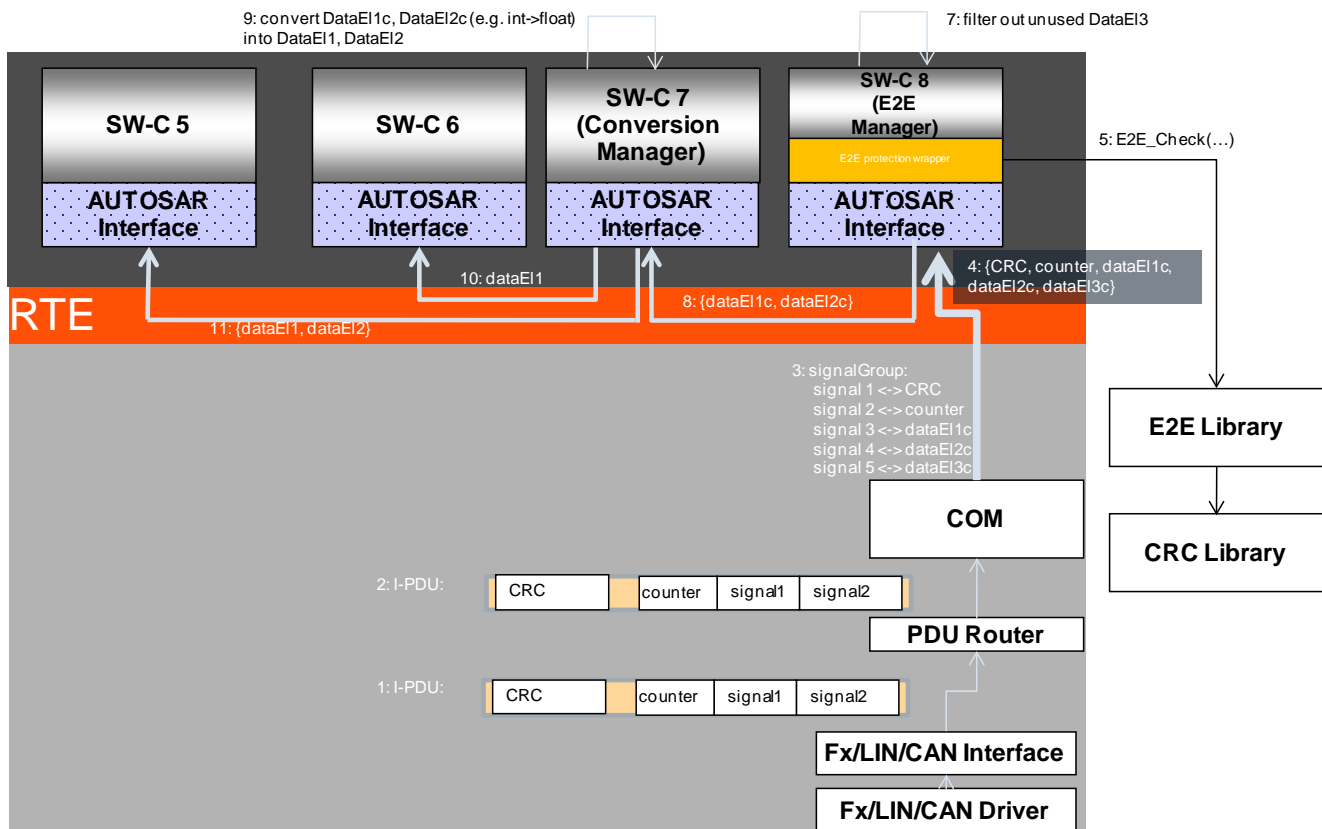 9: convert DataEl1c, DataEl2c (e.g. int->float)
into DataEl1, DataEl2
7: filter out unused DataEl3
SW-C 5
AUTOSAR
Interface
SW-C 6
AUTOSAR
Interface
SW-C 7
(Conversion
Manager)
AUTOSAR
Interface
SW-C 8
(E2E
Manager)
E2E protection wrapper
AUTOSAR
Interface
5: E2E_Check(…)
4: {CRC, counter, dataEl1c,
dataEl2c, dataEl3c}
10: dataEl1
8: {dataEl1c, dataEl2c}
RTE
11: {dataEl1, dataEl2}
3: signalGroup:
signal 1 <-> CRC
signal 2 <-> counter
signal 3 <-> dataEl1c
signal 4 <-> dataEl2c
signal 5 <-> dataEl3c
E2E Library
COM
CRC Library
2: I-PDU:
CRC
counter
signal1
signal2
PDU Router
1: I-PDU:
CRC
counter
signal1
signal2
Fx/LIN/CAN Interface
Fx/LIN/CAN Driver